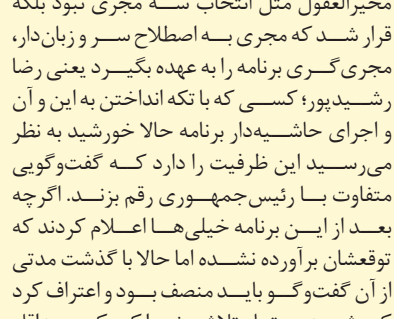 محیرالعقول مثل انتخاب سه مجری نبود بلکه
قرار شد که مجری به اصطلاح سر و زبان‌دار،
مجری‌گری برنامه را به عهده بگیرد یعنی رضا
رشیدپور؛ کسی که با تکه انداختن به این و آن
و اجرای حاشیه‌دار برنامه حالا خورشید به نظر
می‌رسید این ظرفیت را دارد که گفت‌وگویی
متفاوت با رئیس‌جمهوری رقم بزند. اگرچه
بعد از این برنامه خیلی‌ها اعلام کردند که
توقعشان برآورده نشده اما حالا با گذشت مدتی
از آن گفت‌وگو باید منصف بود و اعتراف کرد